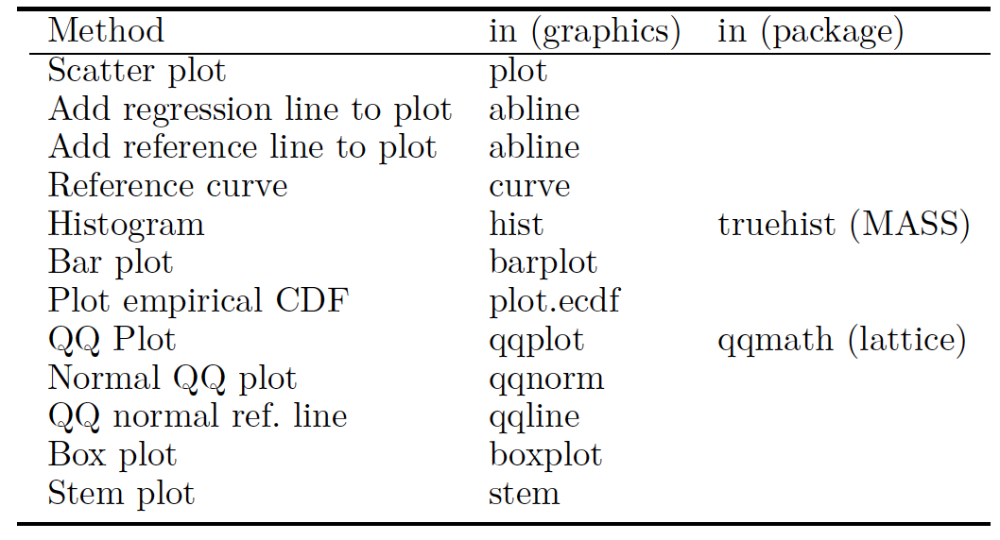 Method in (graphics) in (package)
Scatter plot plot
Add regression line to plot abline
Add reference line to plot abline
Reference curve curve
Histogram hist truehist (MASS)
Bar plot barplot
Plot empirical CDF plot.ecdf
QQ Plot qqplot qqmath (lattice)
Normal QQ plot qqnorm
QQ normal ref. line qqline
Box plot boxplot
Stem plot stem